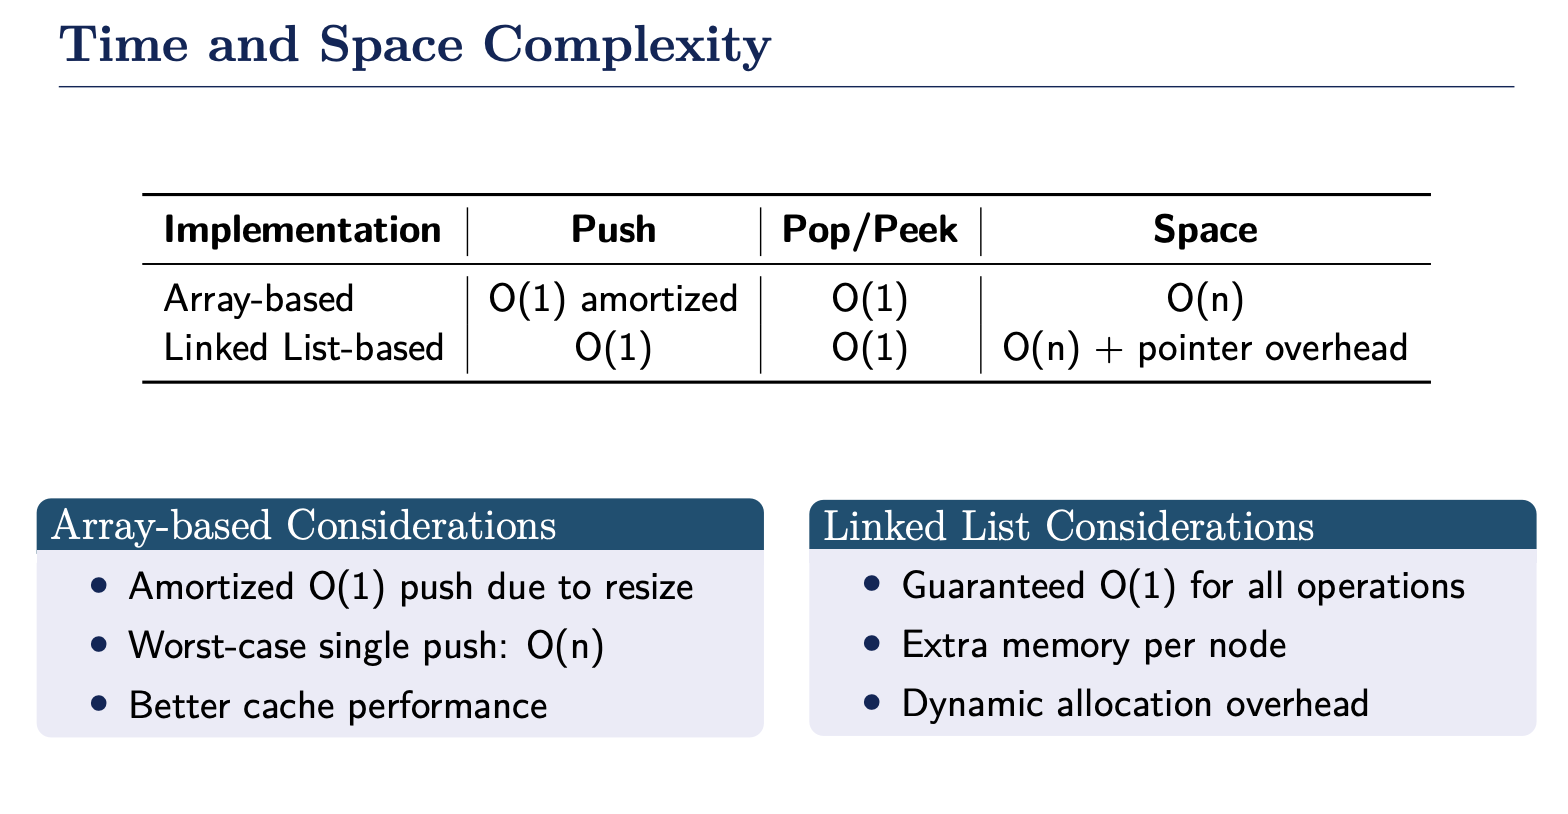 Time and Space Complexity
Implementation Push Pop/Peek Space
Array-based O(1) amortized O(1) O(n)
Linked List-based O(1) O(1) O(n) + pointer overhead
Array-based Considerations
• Amortized O(1) push due to resize
• Worst-case single push: O(n)
• Better cache performance
Linked List Considerations
• Guaranteed O(1) for all operations
• Extra memory per node
• Dynamic allocation overhead